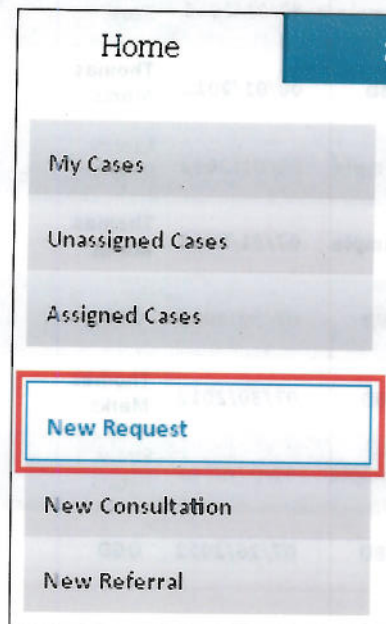 Home
My Cases
Unassigned Cases
Assigned Cases
New Request
New Consultation
New Referral